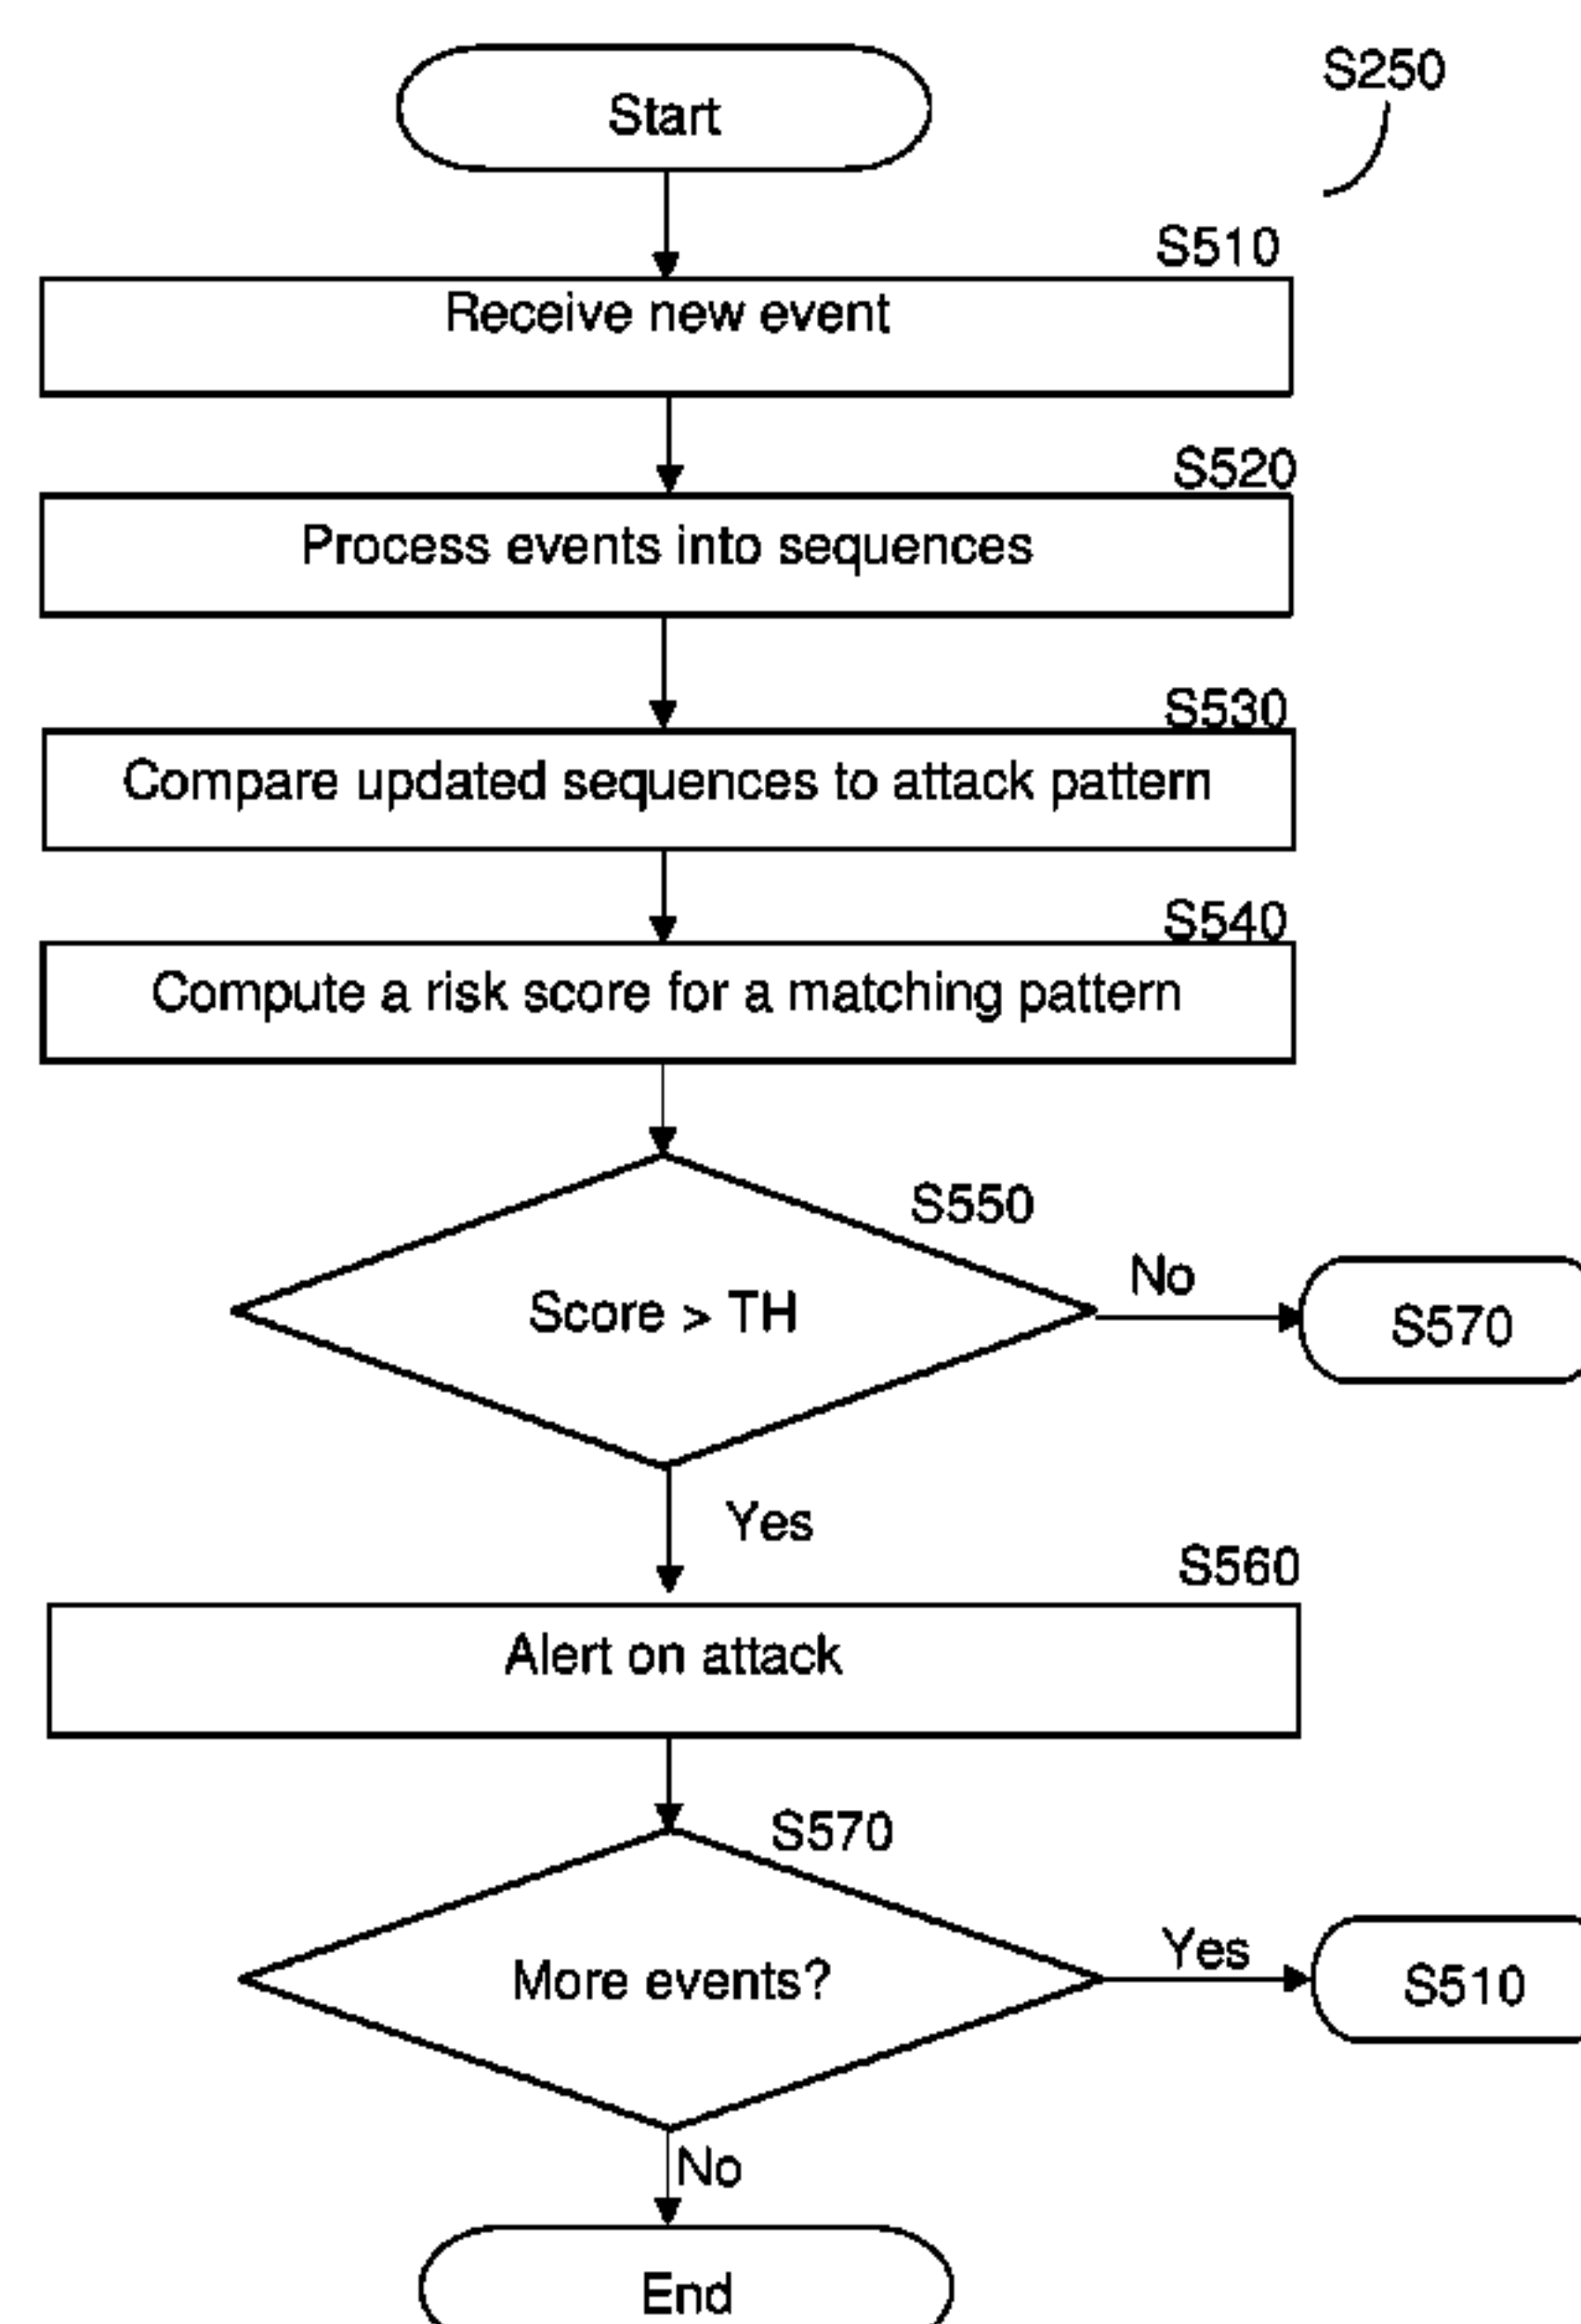 Start
S250
S510
Receive new event
S520
Process events into sequences
S530
Compare updated sequences to attack pattern
S540
Compute a risk score for a matching pattern
S550
Score > TH
No
S570
Yes
S560
Alert on attack
S570
More events?
Yes
S510
No
End